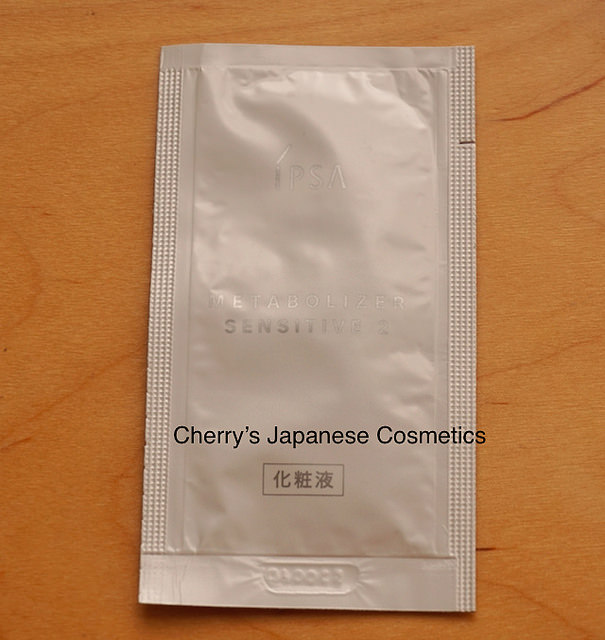 IPSA
METABOLIZER
SENSITIVE 2
Cherry's Japanese Cosmetics
化粧液